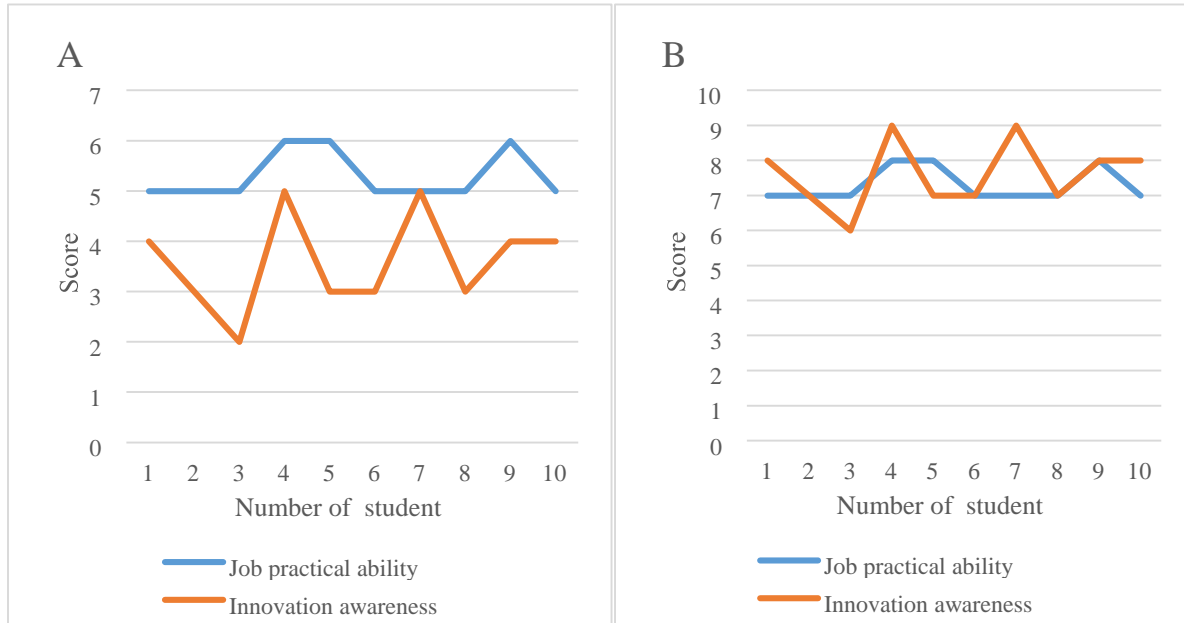 A
7
6
5
4
3
2
1
0
Score
1 2 3 4 5 6 7 8 9 10
Number of student
Job practical ability
Innovation awareness
B
10
9
8
7
6
5
4
3
2
1
0
Score
1 2 3 4 5 6 7 8 9 10
Number of student
Job practical ability
Innovation awareness